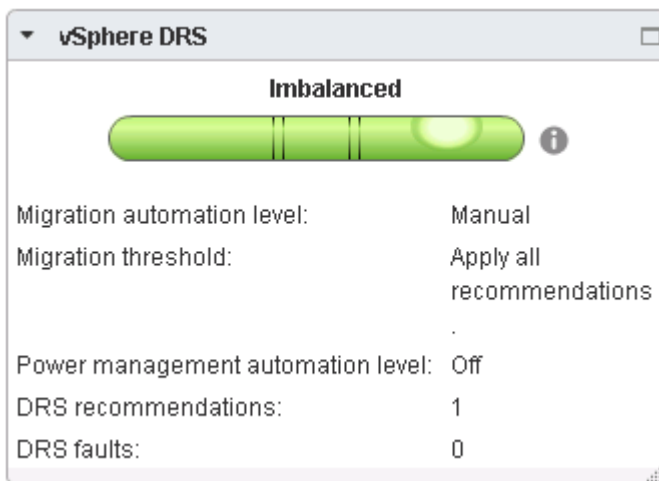 vSphere DRS
Imbalanced
Migration automation level: Manual
Migration threshold: Apply all
recommendations
.
Power management automation level: Off
DRS recommendations: 1
DRS faults: 0